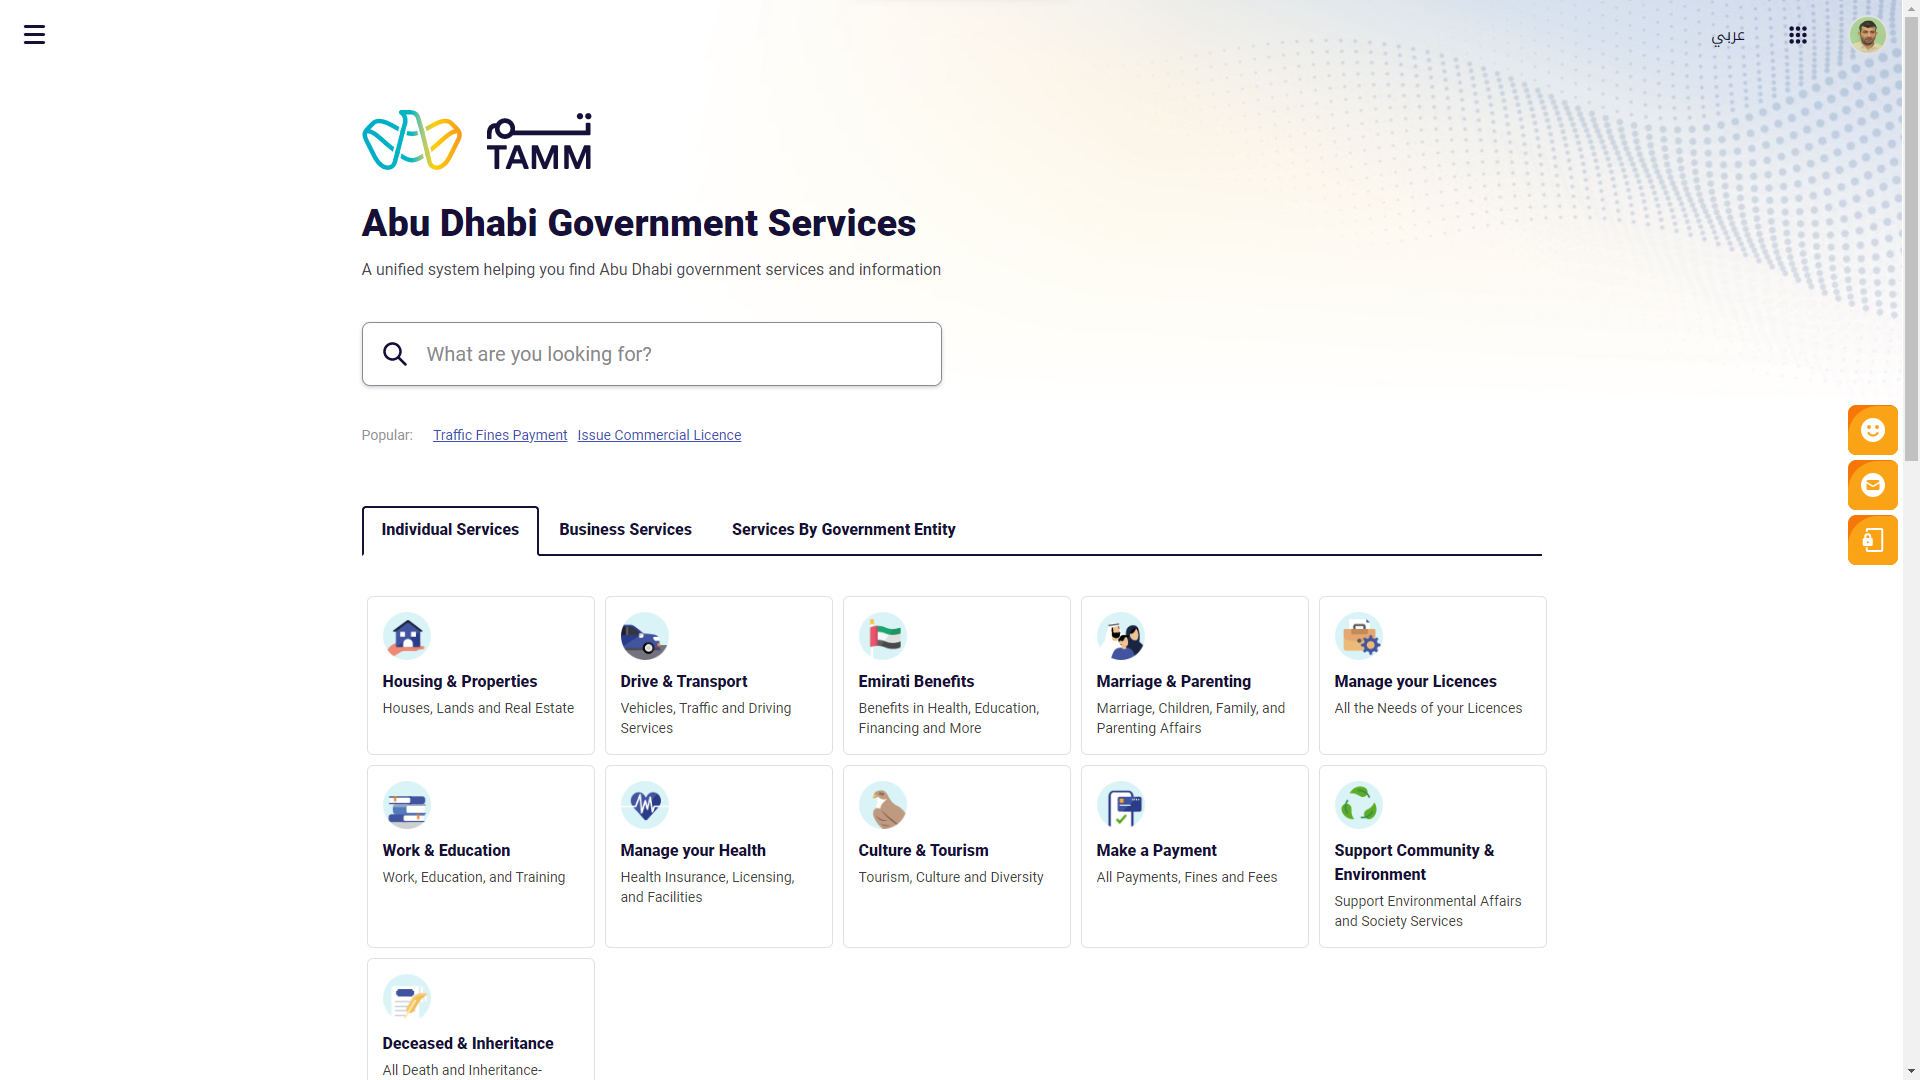 عربي
تـــم
TAMM
Abu Dhabi Government Services
A unified system helping you find Abu Dhabi government services and information
What are you looking for?
Popular: Traffic Fines Payment Issue Commercial Licence
Individual Services Business Services Services By Government Entity
Housing & Properties
Houses, Lands and Real Estate
Drive & Transport
Vehicles, Traffic and Driving
Services
Emirati Benefits
Benefits in Health, Education,
Financing and More
Marriage & Parenting
Marriage, Children, Family, and
Parenting Affairs
Manage your Licences
All the Needs of your Licences
Work & Education
Work, Education, and Training
Manage your Health
Health Insurance, Licensing,
and Facilities
Culture & Tourism
Tourism, Culture and Diversity
Make a Payment
All Payments, Fines and Fees
Support Community &
Environment
Support Environmental Affairs
and Society Services
Deceased & Inheritance
All Death and Inheritance-